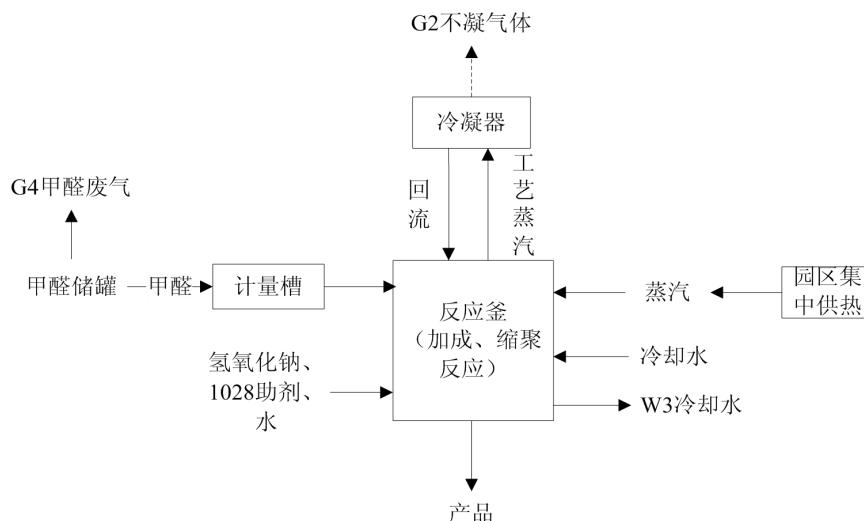 G2不凝气体
冷凝器
回
流
工
艺
蒸
汽
G4甲醛废气
甲醛储罐
甲醛
计量槽
反应釜
（加成、缩聚
反应）
蒸汽
园区集
中供热
氢氧化钠、
1028助剂、
水
冷却水
W3冷却水
产品